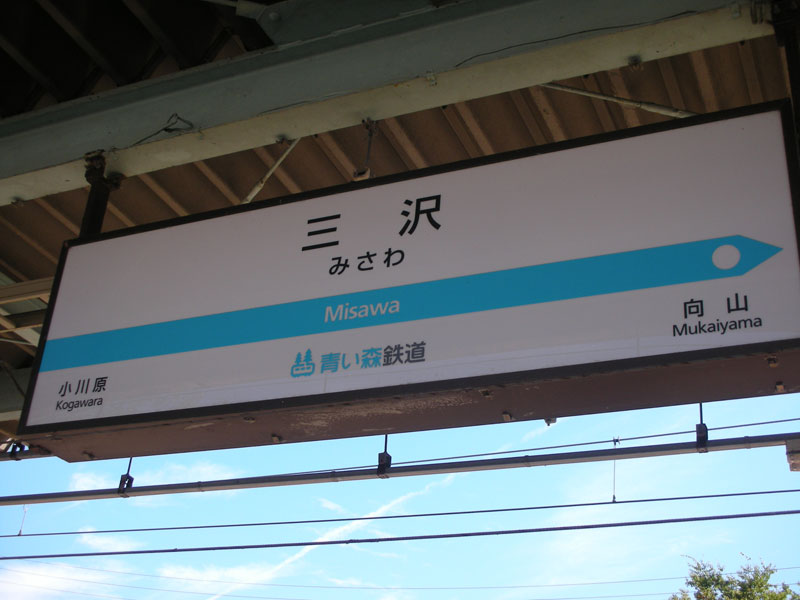 三沢
みさわ
Misawa
向山
Mukaiyama
小川原
Kogawara
青い森鉄道